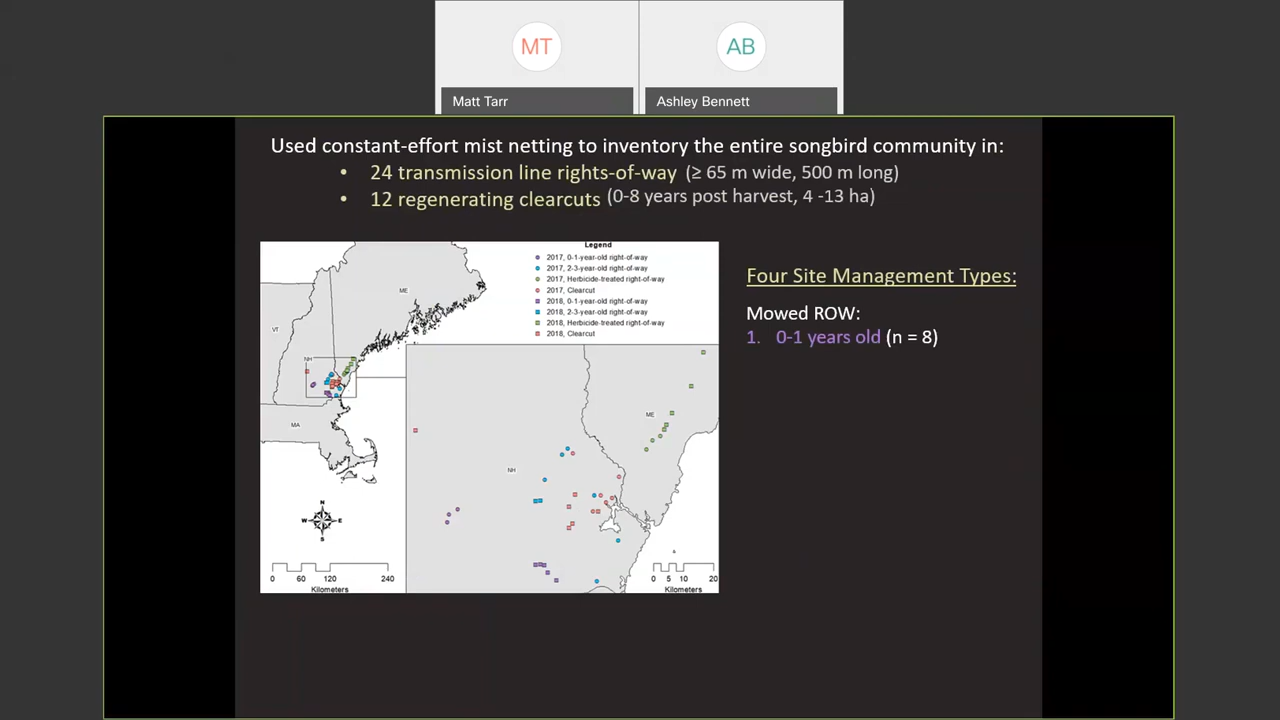 MT
AB
Matt Tarr
Ashley Bennett
Used constant-effort mist netting to inventory the entire songbird community in:
• 24 transmission line rights-of-way (≥ 65 m wide, 500 m long)
• 12 regenerating clearcuts (0-8 years post harvest, 4 -13 ha)
Legend
2017, 0-1-year-old right-of-way
2017, 2-3-year-old right-of-way
2017, Herbicide-treated right-of-way
2017, Clearcut
2018, 0-1-year-old right-of-way
2018, 2-3-year-old right-of-way
2018, Herbicide-treated right-of-way
2018, Clearcut
ME
VT
NH
MA
N
W E
S
0 60 120 240
Kilometers
ME
NH
0 5 10 20
Kilometers
Four Site Management Types:
Mowed ROW:
1. 0-1 years old (n = 8)